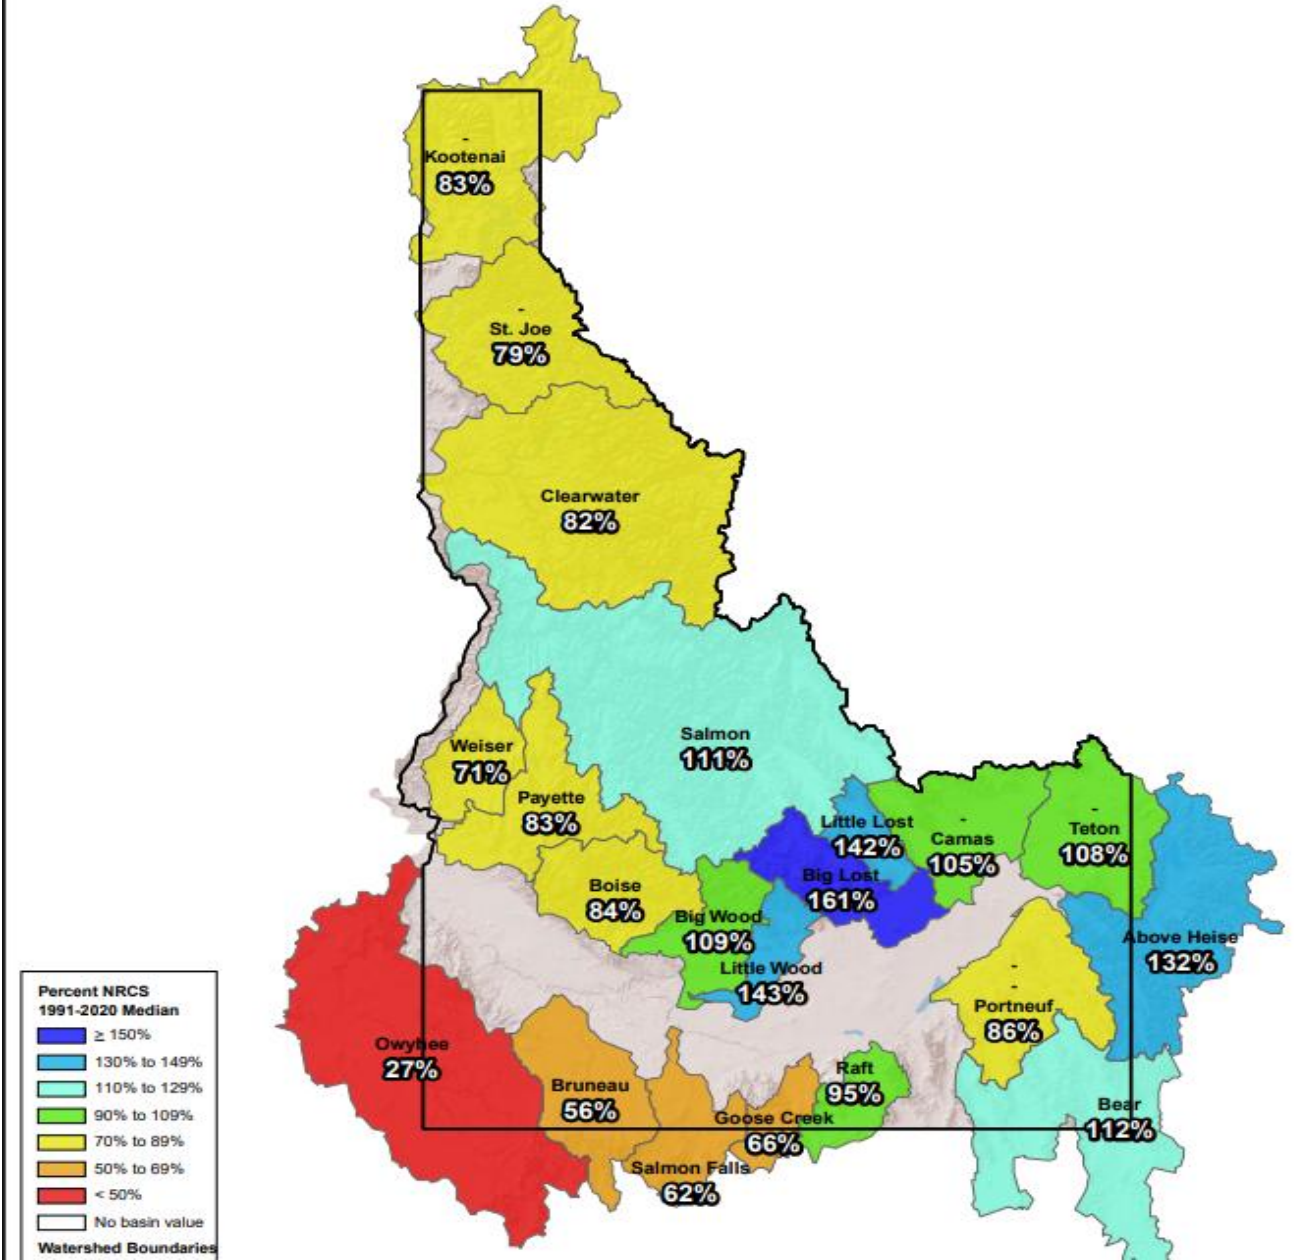 -
Kootenai
83%
-
St. Joe
79%
Clearwater
82%
Salmon
111%
Weiser
71%
Payette
83%
Boise
84%
Big Wood
109%
Little Wood
143%
Big Lost
161%
Little Lost
142%
-
Camas
105%
-
Teton
108%
Above Heise
132%
-
-
Portneuf
86%
Bear
112%
Raft
95%
Goose Creek
66%
Salmon Falls
62%
Bruneau
56%
Owyhee
27%
Percent NRCS
1991-2020 Median
≥ 150%
130% to 149%
110% to 129%
90% to 109%
70% to 89%
50% to 69%
< 50%
No basin value
Watershed Boundaries